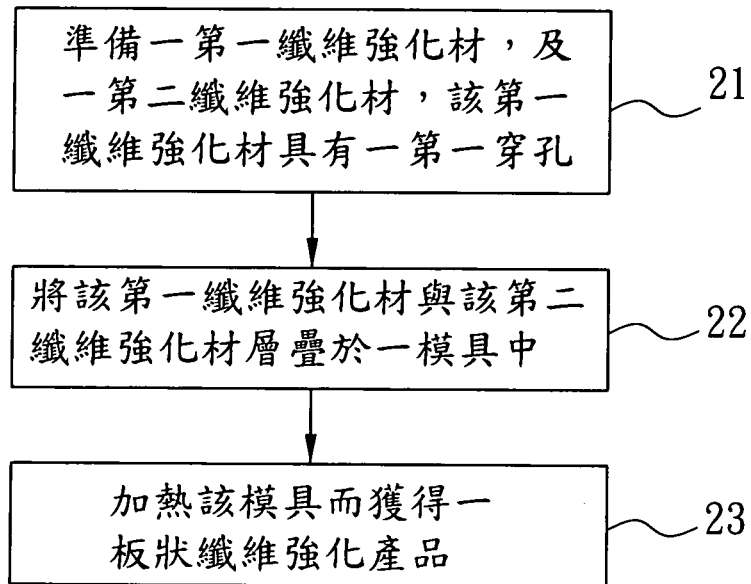 準備一第一纖維強化材，及
一第二纖維強化材，該第一
纖維強化材具有一第一穿孔
21
將該第一纖維強化材與該第二
纖維強化材層疊於一模具中
22
加熱該模具而獲得一
板狀纖維強化產品
23